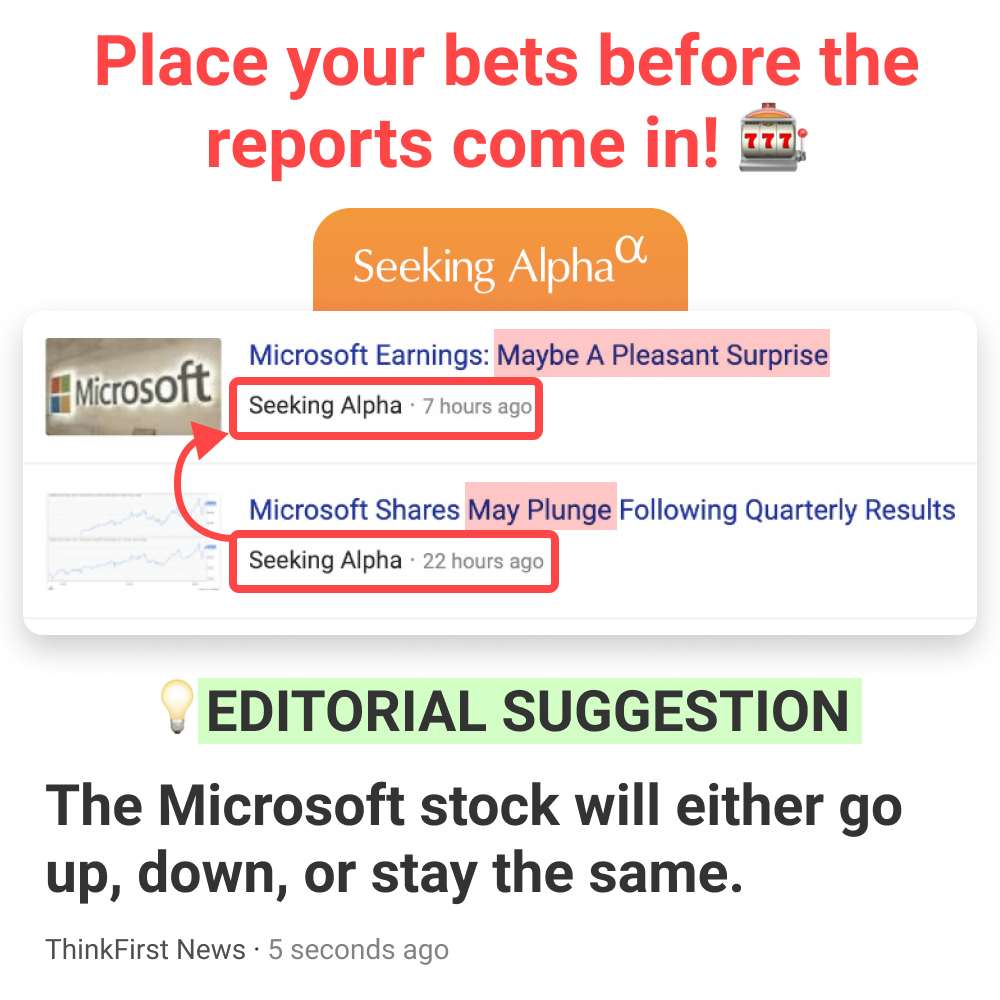 Place your bets before the
reports come in! 🎰
777
Seeking Alphaα
Microsoft
Microsoft Earnings: Maybe A Pleasant Surprise
Seeking Alpha · 7 hours ago
Microsoft Shares May Plunge Following Quarterly Results
Seeking Alpha · 22 hours ago
💡EDITORIAL SUGGESTION
The Microsoft stock will either go
up, down, or stay the same.
ThinkFirst News · 5 seconds ago